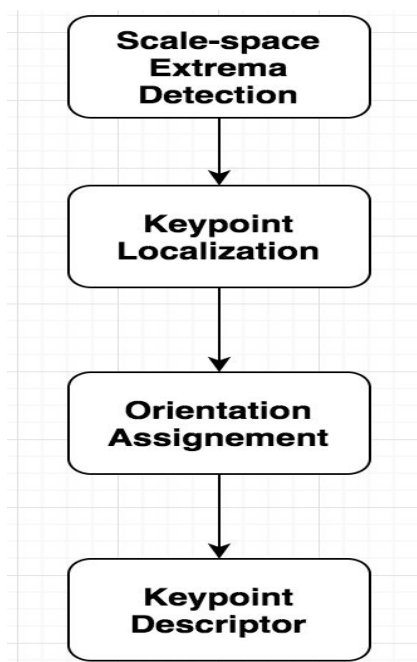 Scale-space
Extrema
Detection
Keypoint
Localization
Orientation
Assignement
Keypoint
Descriptor